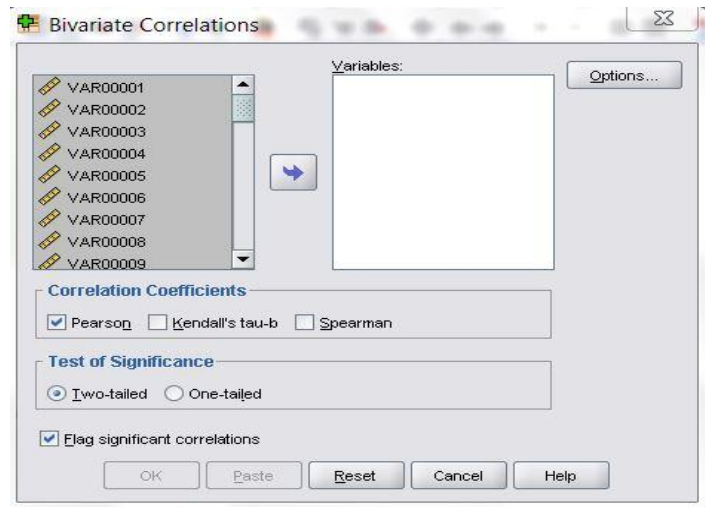 Bivariate Correlations
Variables:
Options...
VAR00001
VAR00002
VAR00003
VAR00004
VAR00005
VAR00006
VAR00007
VAR00008
VAR00009
Correlation Coefficients
Pearson Kendall's tau-b Spearman
Test of Significance
Two-tailed One-tailed
Flag significant correlations
OK Paste Reset Cancel Help